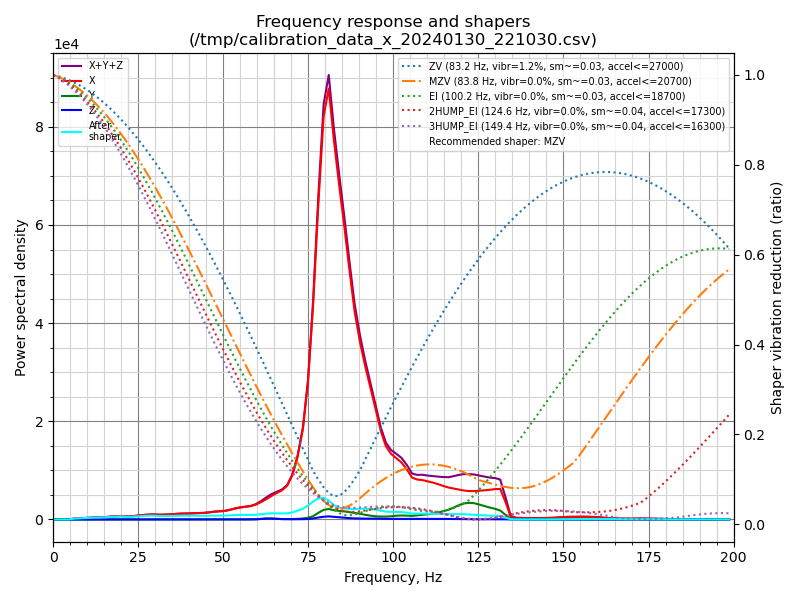 Frequency response and shapers
(/tmp/calibration_data_x_20240130_221030.csv)
1e4
X+Y+Z
X
Y
Z
After
shaper
ZV (83.2 Hz, vibr=1.2%, sm~=0.03, accel<=27000)
MZV (83.8 Hz, vibr=0.0%, sm~=0.03, accel<=20700)
EI (100.2 Hz, vibr=0.0%, sm~=0.03, accel<=18700)
2HUMP_EI (124.6 Hz, vibr=0.0%, sm~=0.04, accel<=17300)
3HUMP_EI (149.4 Hz, vibr=0.0%, sm~=0.04, accel<=16300)
Recommended shaper: MZV
8
6
4
2
0
Power spectral density
1.0
0.8
0.6
0.4
0.2
0.0
Shaper vibration reduction (ratio)
0 25 50 75 100 125 150 175 200
Frequency, Hz